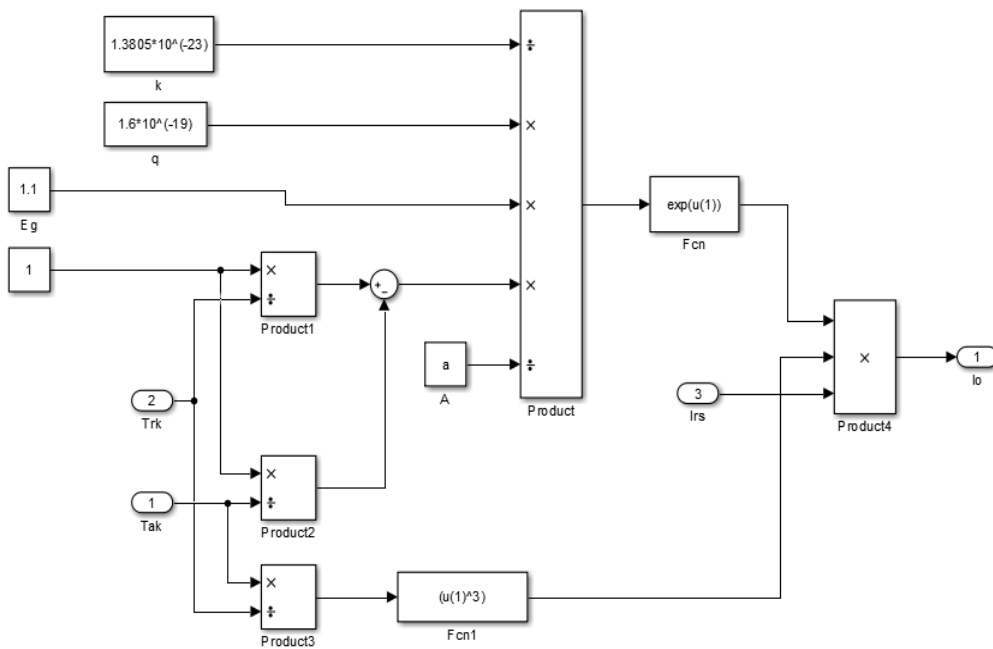 1.3805*10^(-23)
k
÷
1.6*10^(-19)
q
×
1.1
Eg
×
exp(u(1))
Fcn
1
×
÷
Product1
+
-
×
a
A
÷
Product
2
Trk
×
÷
Product2
1
Tak
3
Irs
×
Product4
1
Io
×
÷
Product3
(u(1)^3)
Fcn1